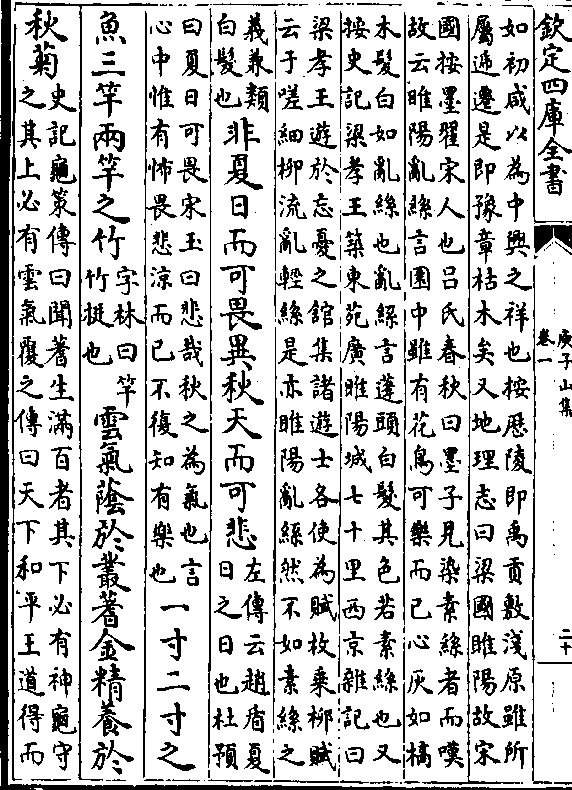 欽定四庫全書
庾子山集
卷一
二十
如初咸以為中興之祥也按厯陵即禹貢敷淺原雖所
屬遞遷是即豫章枯木矣又地理志曰梁國睢陽故宋
國按墨翟宋人也吕氏春秋曰墨子見染素絲者而嘆
故云睢陽亂絲言園中雖有花鳥可樂而已心灰如槁
木髮白如亂絲也亂絲言蓬頭白髮其色若素絲也又
按史記梁孝王築東苑廣睢陽城七十里西京雜記曰
梁孝王遊於忘憂之館集諸遊士各使為賦枚乘柳賦
云于嗟細柳流亂輕絲是亦睢陽亂絲然不如素絲之
義兼類
白髮也
非夏日而可畏異秋天而可悲
左傳云趙盾夏
日之日也杜預
曰夏日可畏宋玉曰悲哉秋之為氣也言
心中惟有怖畏悲涼而已不復知有樂也
一寸二寸之
魚三竿兩竿之竹
字林曰竿
竹挺也
雲氣蔭於叢蓍金精養於
秋菊
史記龜策傳曰聞蓍生滿百者其下必有神龜守
之其上必有雲氣覆之傳曰天下和平王道得而